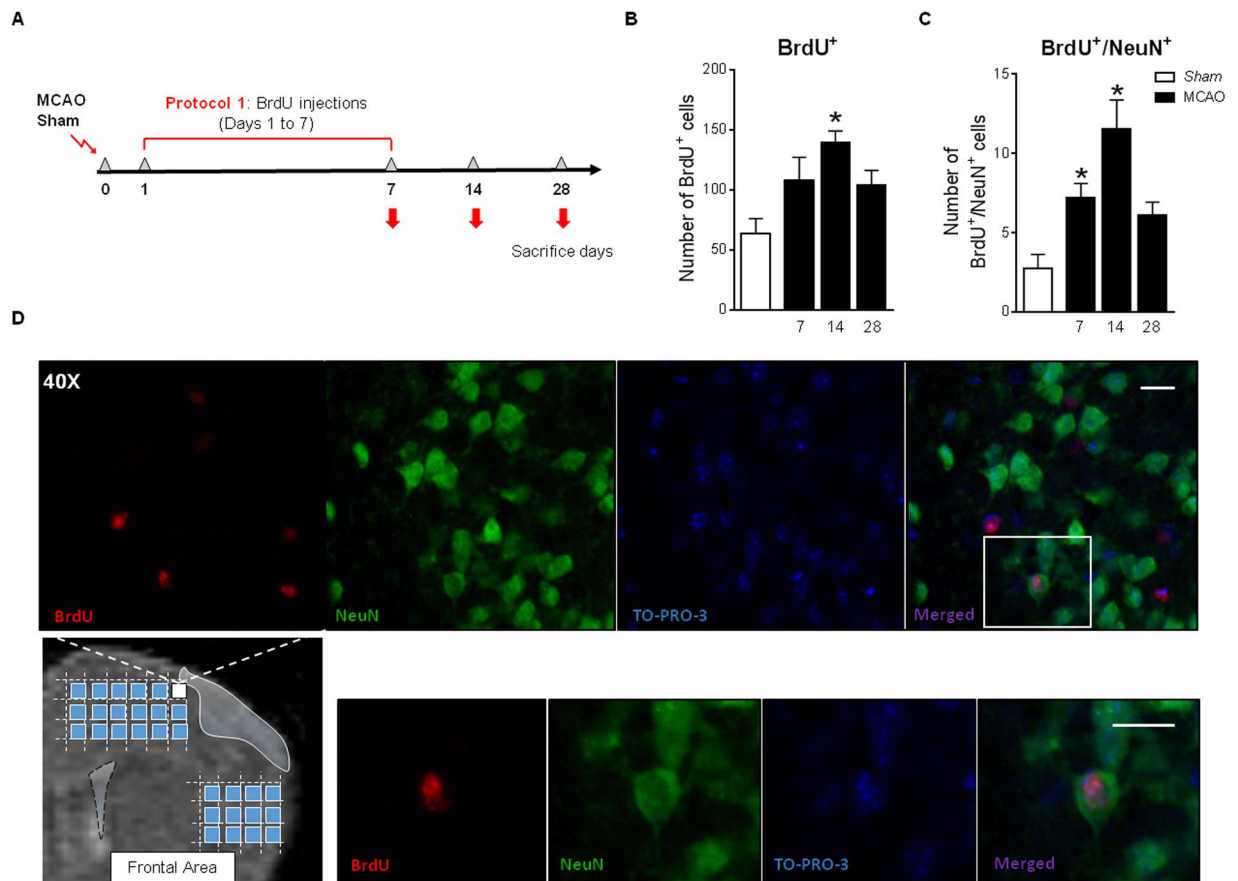 A
MCAO
Sham
Protocol 1: BrdU injections
(Days 1 to 7)
0 1 7 14 28
Sacrifice days
B
BrdU+
Number of BrdU+ cells
200
150
100
50
0
*
7 14 28
C
BrdU+/NeuN+
Number of
BrdU+/NeuN+ cells
15
10
5
0
* *
7 14 28
Sham
MCAO
D
40X
BrdU
NeuN
TO-PRO-3
Merged
Frontal Area
BrdU
NeuN
TO-PRO-3
Merged